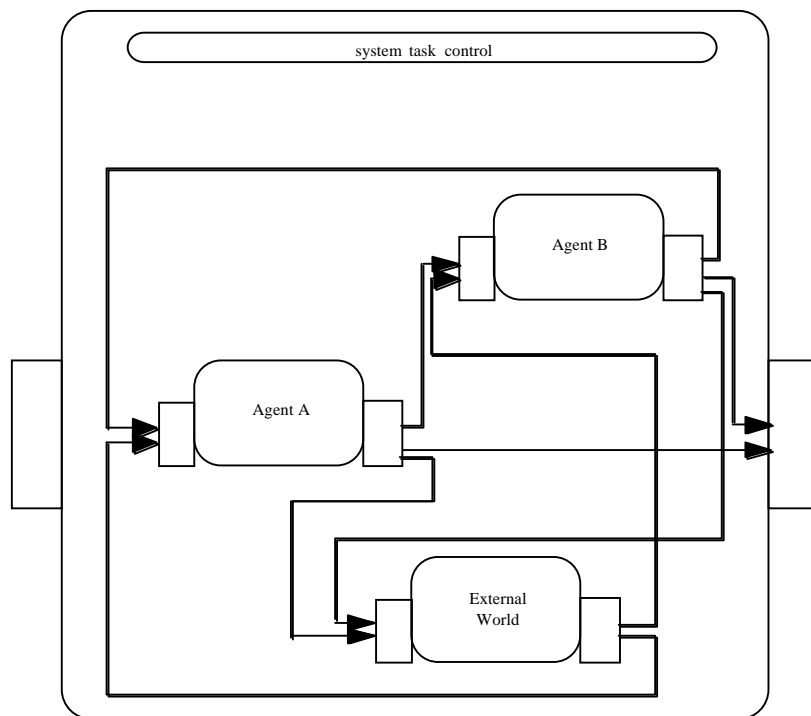 system task control
Agent B
Agent A
External
World